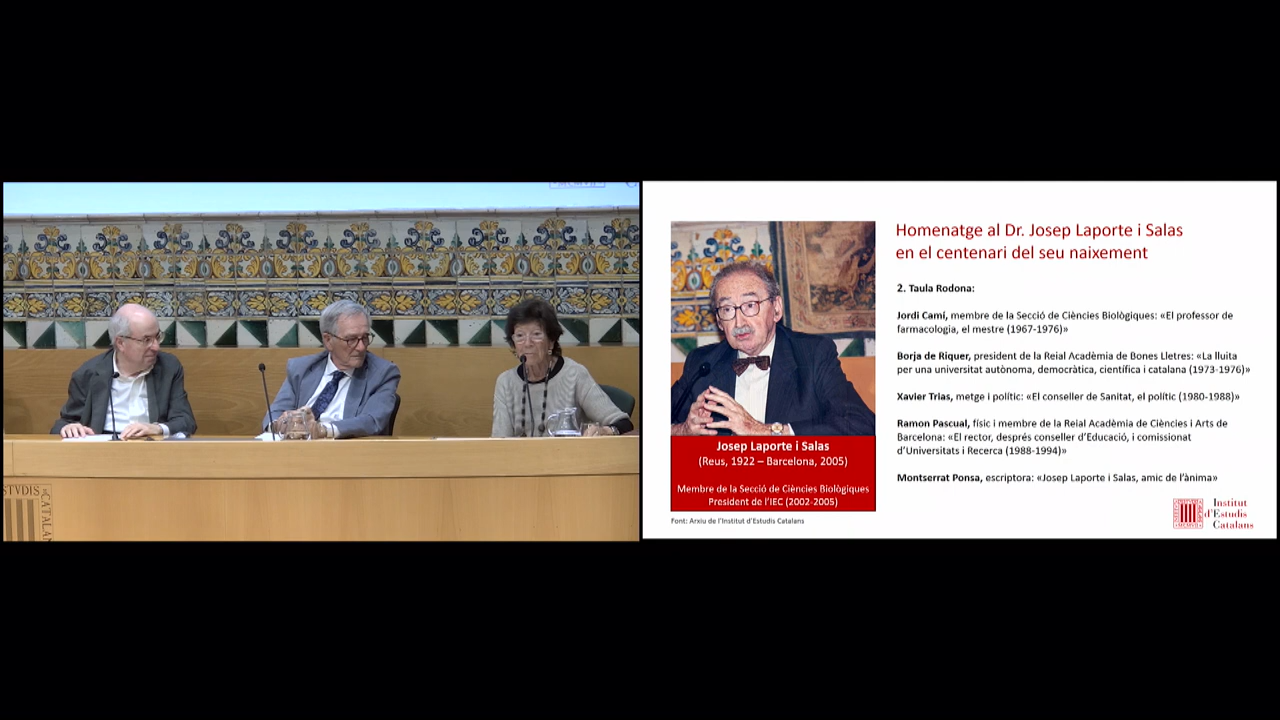 STVDIS
CATALAN
Josep Laporte i Salas
(Reus, 1922 – Barcelona, 2005)
Membre de la Secció de Ciències Biològiques
President de l'IEC (2002-2005)
Font: Arxiu de l'Institut d'Estudis Catalans
Homenatge al Dr. Josep Laporte i Salas
en el centenari del seu naixement
2. Taula Rodona:
Jordi Camí, membre de la Secció de Ciències Biològiques: «El professor de
farmacologia, el mestre (1967-1976)»
Borja de Riquer, president de la Reial Acadèmia de Bones Lletres: «La lluita
per una universitat autònoma, democràtica, científica i catalana (1973-1976)»
Xavier Trias, metge i polític: «El conseller de Sanitat, el polític (1980-1988)»
Ramon Pascual, físic i membre de la Reial Acadèmia de Ciències i Arts de
Barcelona: «El rector, després conseller d'Educació, i comissionat
d'Universitats i Recerca (1988-1994)»
Montserrat Ponsa, escriptora: «Josep Laporte i Salas, amic de l'ànima»
Institut
d'Estudis
Catalans